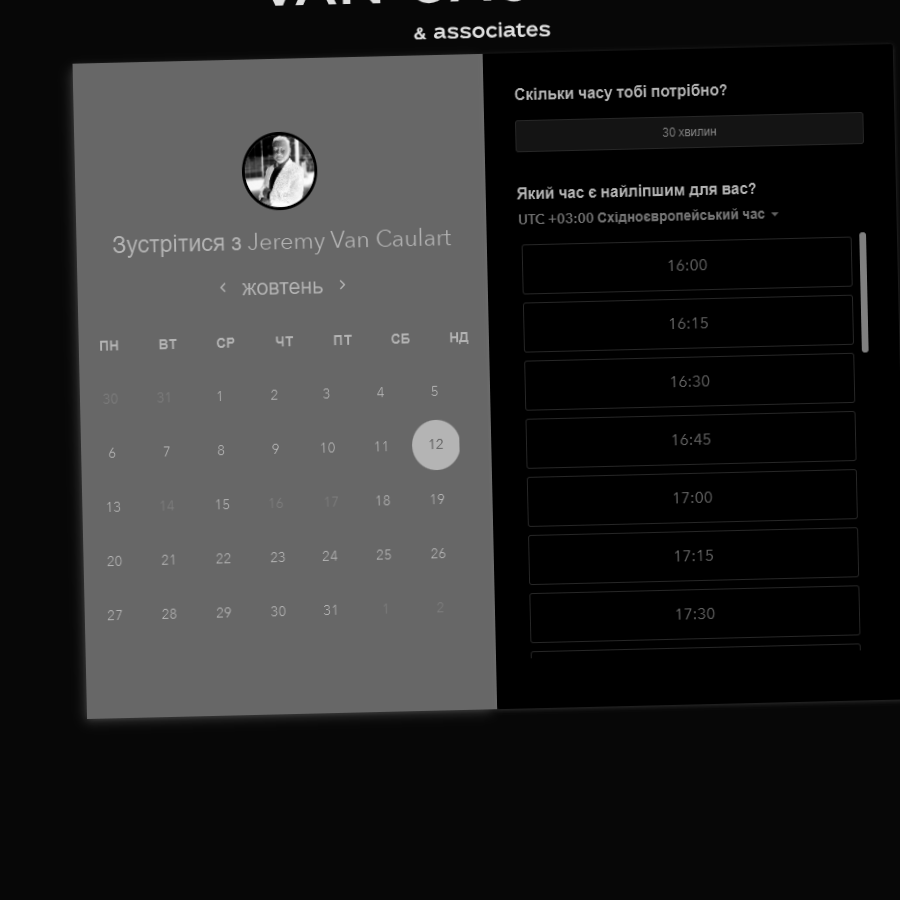 & associates
Зустрітися з Jeremy Van Caulart
жовтень
ПН ВТ СР ЧТ ПТ СБ НД
30 31 1 2 3 4 5
6 7 8 9 10 11 12
13 14 15 16 17 18 19
20 21 22 23 24 25 26
27 28 29 30 31 1 2
Скільки часу тобі потрібно?
30 хвилин
Який час є найліпшим для вас?
UTC +03:00 Східноєвропейський час
16:00
16:15
16:30
16:45
17:00
17:15
17:30